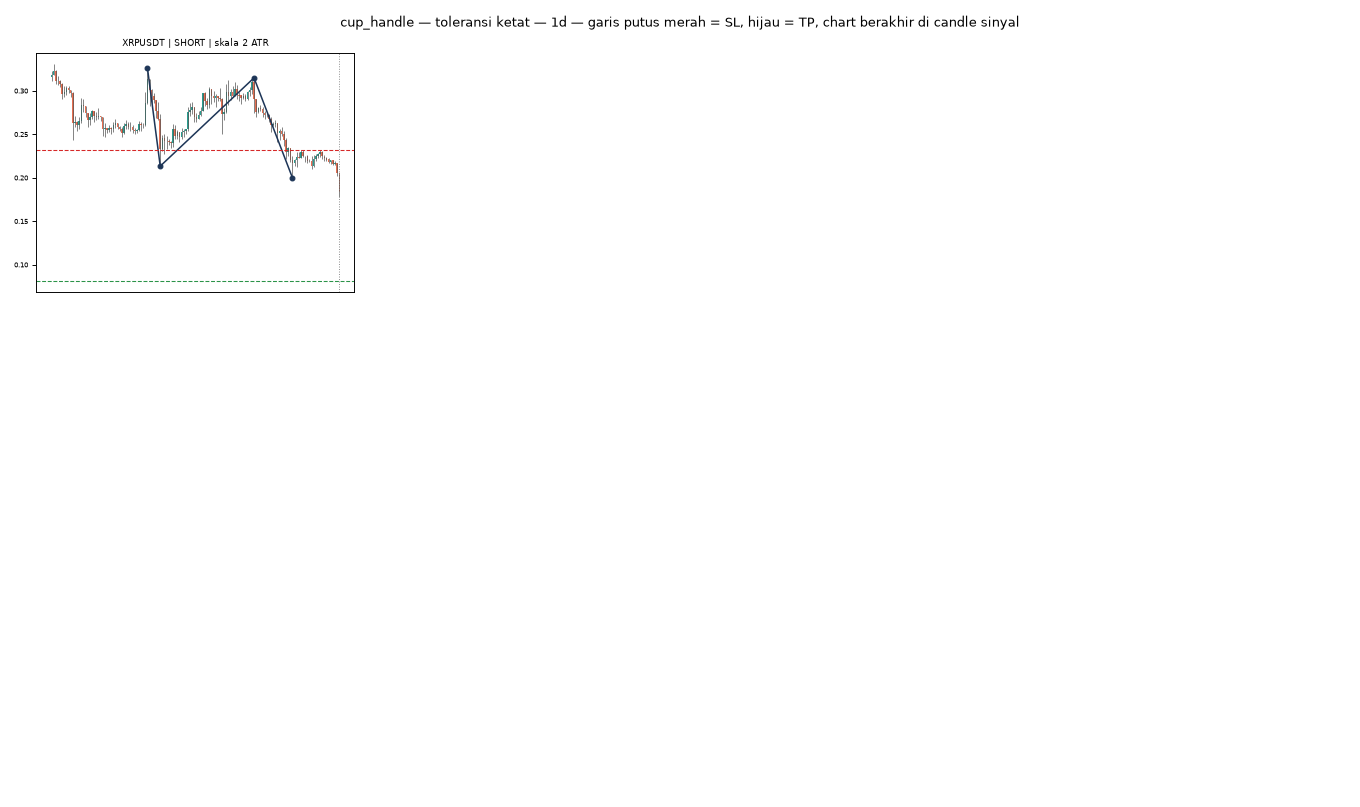 cup_handle — toleransi ketat — 1d — garis putus merah = SL, hijau = TP, chart berakhir di candle sinyal
XRPUSDT | SHORT | skala 2 ATR
0.30
0.25
0.20
0.15
0.10